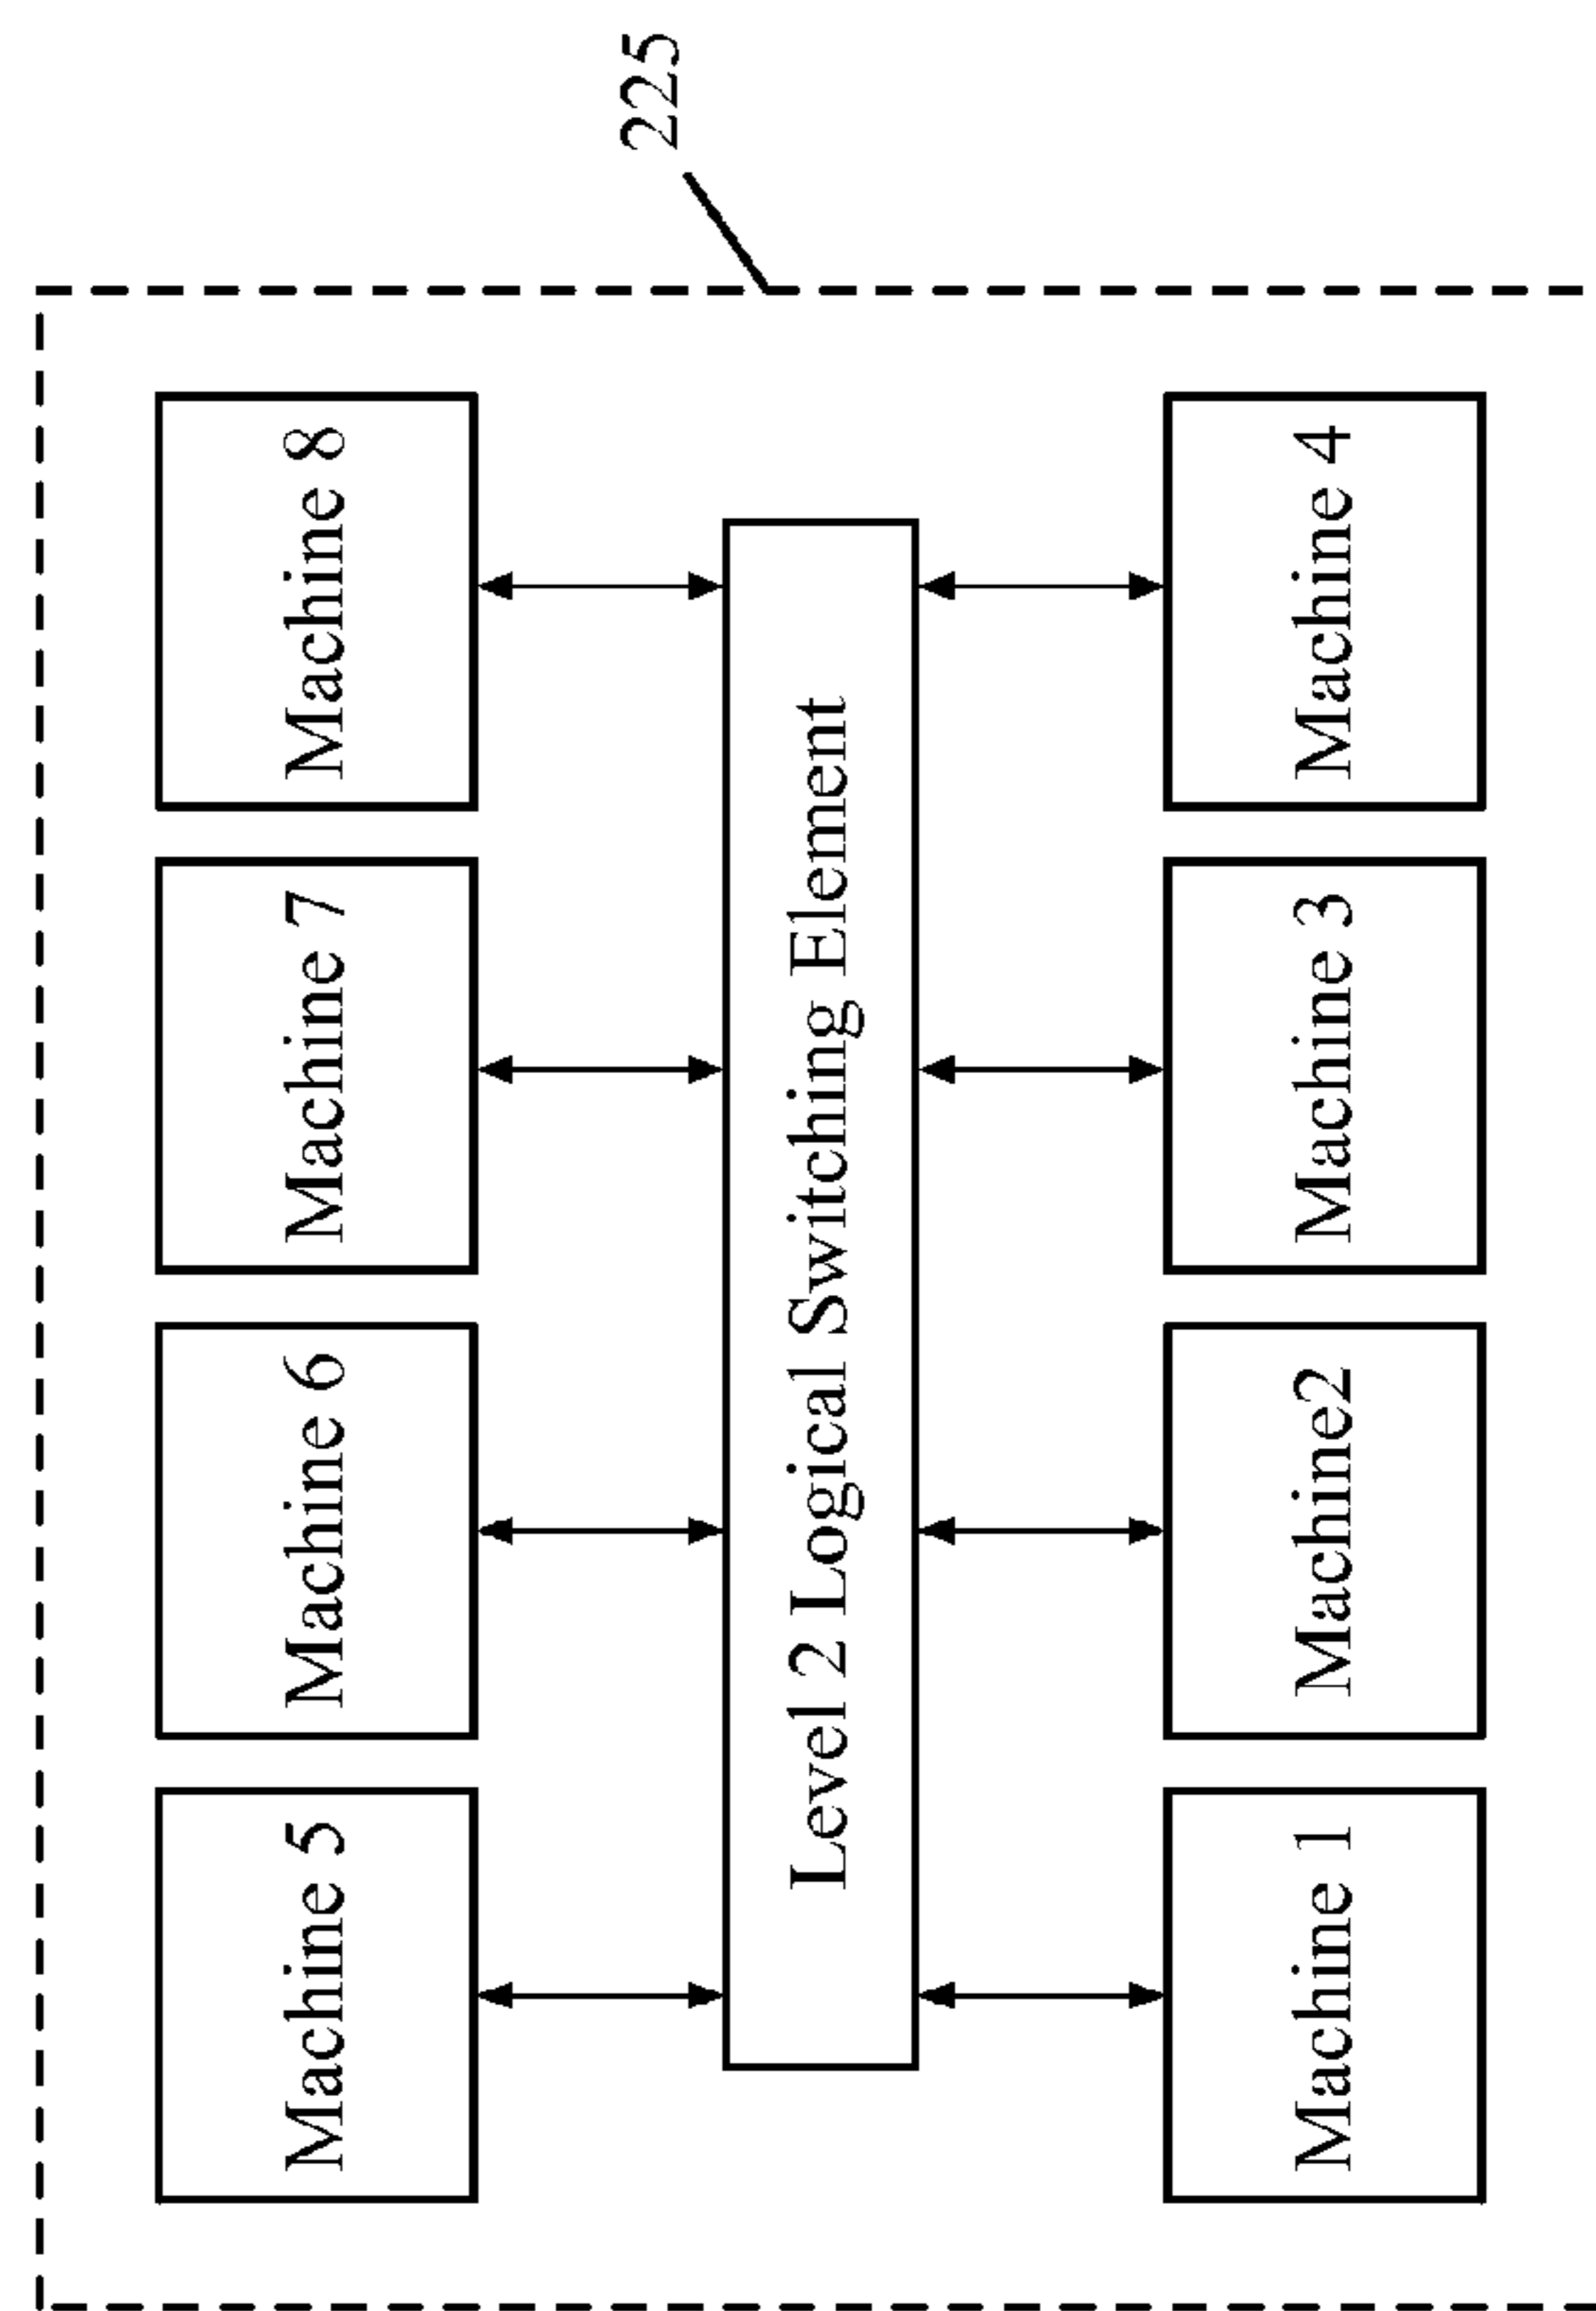 225
Machine 5
Machine 6
Machine 7
Machine 8
Level 2 Logical Switching Element
Machine 1
Machine2
Machine 3
Machine 4